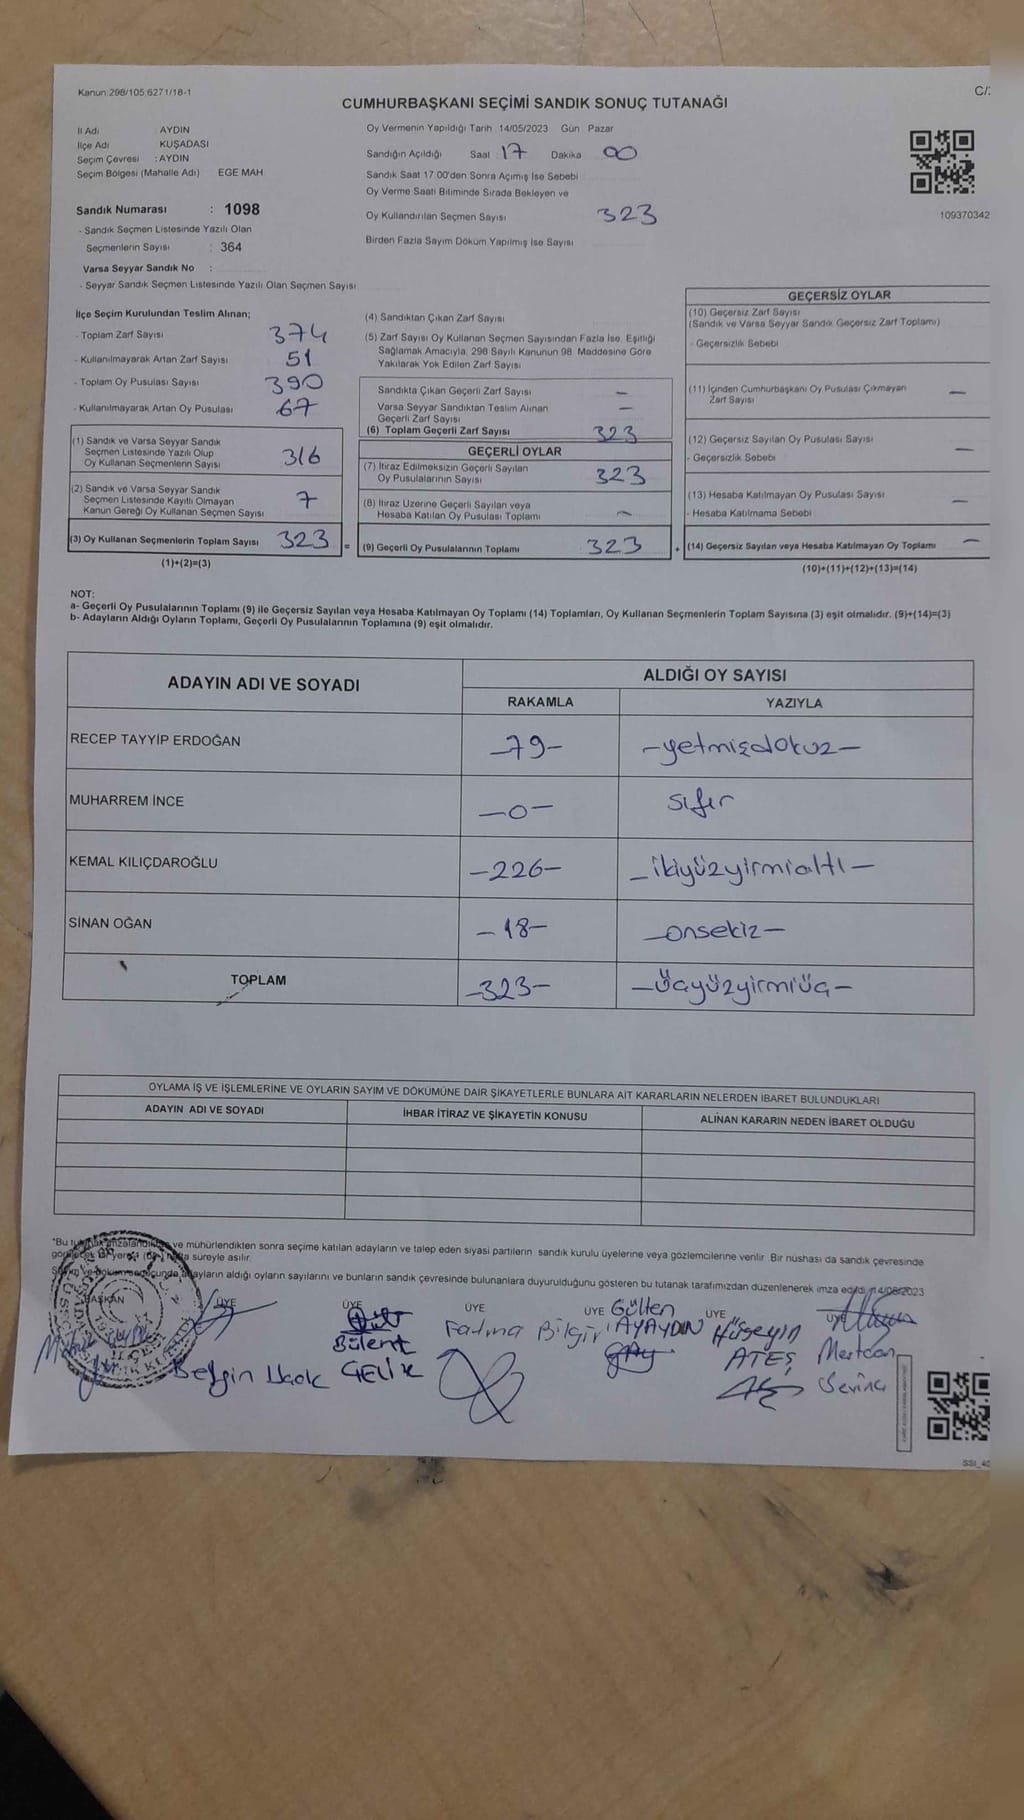 Kanun:298/105;6271/18-1
C/
CUMHURBAŞKANI SEÇİMİ SANDIK SONUÇ TUTANAĞI
İl Adı : AYDIN
İlçe Adı KUŞADASI
Seçim Çevresi : AYDIN
Seçim Bölgesi (Mahalle Adı) EGE MAH
Sandık Numarası : 1098
- Sandık Seçmen Listesinde Yazılı Olan
Seçmenlerin Sayısı : 364
Varsa Seyyar Sandık No :
- Seyyar Sandık Seçmen Listesinde Yazılı Olan Seçmen Sayısı
Oy Vermenin Yapıldığı Tarih :14/05/2023 Gün : Pazar
Sandığın Açıldığı Saat : 17 Dakika 00
Sandık Saat 17:00'den Sonra Açımış İse Sebebi
Oy Verme Saati Bitiminde Sırada Bekleyen ve
Oy Kullandırılan Seçmen Sayısı 323
Birden Fazla Sayım Döküm Yapılmış İse Sayısı
109370342
İlçe Seçim Kurulundan Teslim Alınan;
- Toplam Zarf Sayısı 374
- Kullanılmayarak Artan Zarf Sayısı 51
- Toplam Oy Pusulası Sayısı 390
- Kullanılmayarak Artan Oy Pusulası 67
(1) Sandık ve Varsa Seyyar Sandık
Seçmen Listesinde Yazılı Olup
Oy Kullanan Seçmenlerin Sayısı 316
(2) Sandık ve Varsa Seyyar Sandık
Seçmen Listesinde Kayıtlı Olmayan
Kanun Gereği Oy Kullanan Seçmen Sayısı 7
(3) Oy Kullanan Seçmenlerin Toplam Sayısı 323 =
(1)+(2)=(3)
(4) Sandıktan Çıkan Zarf Sayısı
(5) Zarf Sayısı Oy Kullanan Seçmen Sayısından Fazla İse, Eşitliği
Sağlamak Amacıyla, 298 Sayılı Kanunun 98. Maddesine Göre
Yakılarak Yok Edilen Zarf Sayısı
Sandıkta Çıkan Geçerli Zarf Sayısı –
Varsa Seyyar Sandıktan Teslim Alınan
Geçerli Zarf Sayısı –
(6) Toplam Geçerli Zarf Sayısı 323
GEÇERLİ OYLAR
(7) İtiraz Edilmeksizin Geçerli Sayılan
Oy Pusulalarının Sayısı 323
(8) İtiraz Üzerine Geçerli Sayılan veya
Hesaba Katılan Oy Pusulası Toplamı –
(9) Geçerli Oy Pusulalarının Toplamı 323 +
GEÇERSİZ OYLAR
(10) Geçersiz Zarf Sayısı
(Sandık ve Varsa Seyyar Sandık Geçersiz Zarf Toplamı)
- Geçersizlik Sebebi
(11) İçinden Cumhurbaşkanı Oy Pusulası Çıkmayan
Zarf Sayısı –
(12) Geçersiz Sayılan Oy Pusulası Sayısı
- Geçersizlik Sebebi –
(13) Hesaba Katılmayan Oy Pusulası Sayısı
- Hesaba Katılmama Sebebi –
(14) Geçersiz Sayılan veya Hesaba Katılmayan Oy Toplamı –
(10)+(11)+(12)+(13)=(14)
NOT:
a- Geçerli Oy Pusulalarının Toplamı (9) ile Geçersiz Sayılan veya Hesaba Katılmayan Oy Toplamı (14) Toplamları, Oy Kullanan Seçmenlerin Toplam Sayısına (3) eşit olmalıdır. (9)+(14)=(3)
b- Adayların Aldığı Oyların Toplamı, Geçerli Oy Pusulalarının Toplamına (9) eşit olmalıdır.
ADAYIN ADI VE SOYADI ALDIĞI OY SAYISI
RAKAMLA YAZIYLA
RECEP TAYYİP ERDOĞAN –79– –yetmişdokuz–
MUHARREM İNCE –0– sıfır
KEMAL KILIÇDAROĞLU –226– –ikiyüzyirmialtı–
SİNAN OĞAN –18– –onsekiz–
TOPLAM –323– –üçyüzyirmiüç–
OYLAMA İŞ VE İŞLEMLERİNE VE OYLARIN SAYIM VE DÖKÜMÜNE DAİR ŞİKAYETLERLE BUNLARA AİT KARARLARIN NELERDEN İBARET BULUNDUKLARI
ADAYIN ADI VE SOYADI İHBAR İTİRAZ VE ŞİKAYETİN KONUSU ALINAN KARARIN NEDEN İBARET OLDUĞU
*Bu ve mühürlendikten sonra seçime katılan adayların ve talep eden siyasi partilerin sandık kurulu üyelerine veya gözlemcilerine verilir. Bir nüshası da sandık çevresinde
süreyle asılır.
adayların aldığı oyların sayılarını ve bunların sandık çevresinde bulunanlara duyurulduğunu gösteren bu tutanak tarafımızdan düzenlenerek imza edildi.
BAŞKAN ÜYE ÜYE ÜYE ÜYE ÜYE
Bülent ÇELİK
Fatma Bilgir
Gülten AYAYDIN
Hüseyin ATEŞ
Mertcan Sevinç